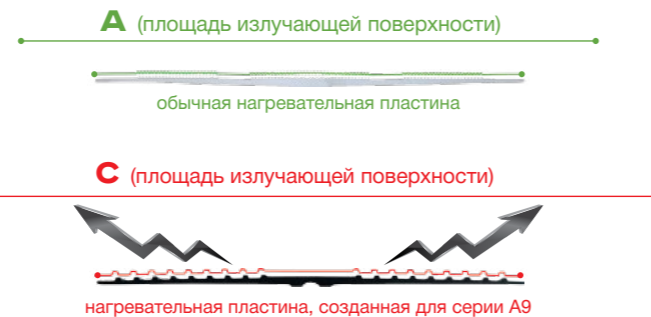 A (площадь излучающей поверхности)
обычная нагревательная пластина
C (площадь излучающей поверхности)
нагревательная пластина, созданная для серии A9